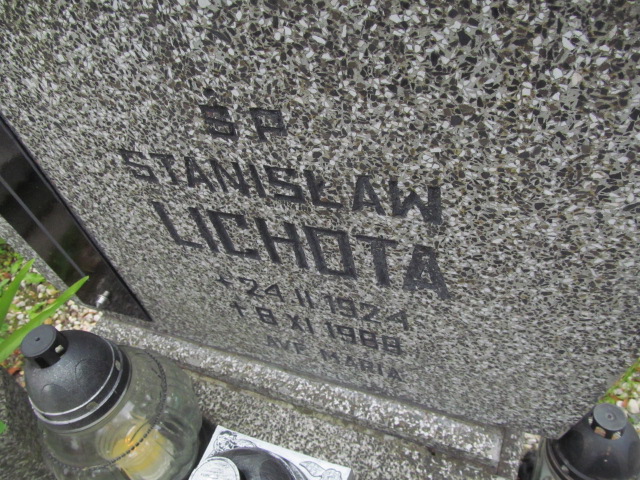 ŚP
STANISŁAW
LICHOTA
* 24 II 1924
+ 8 XI 1988
AVE MARIA